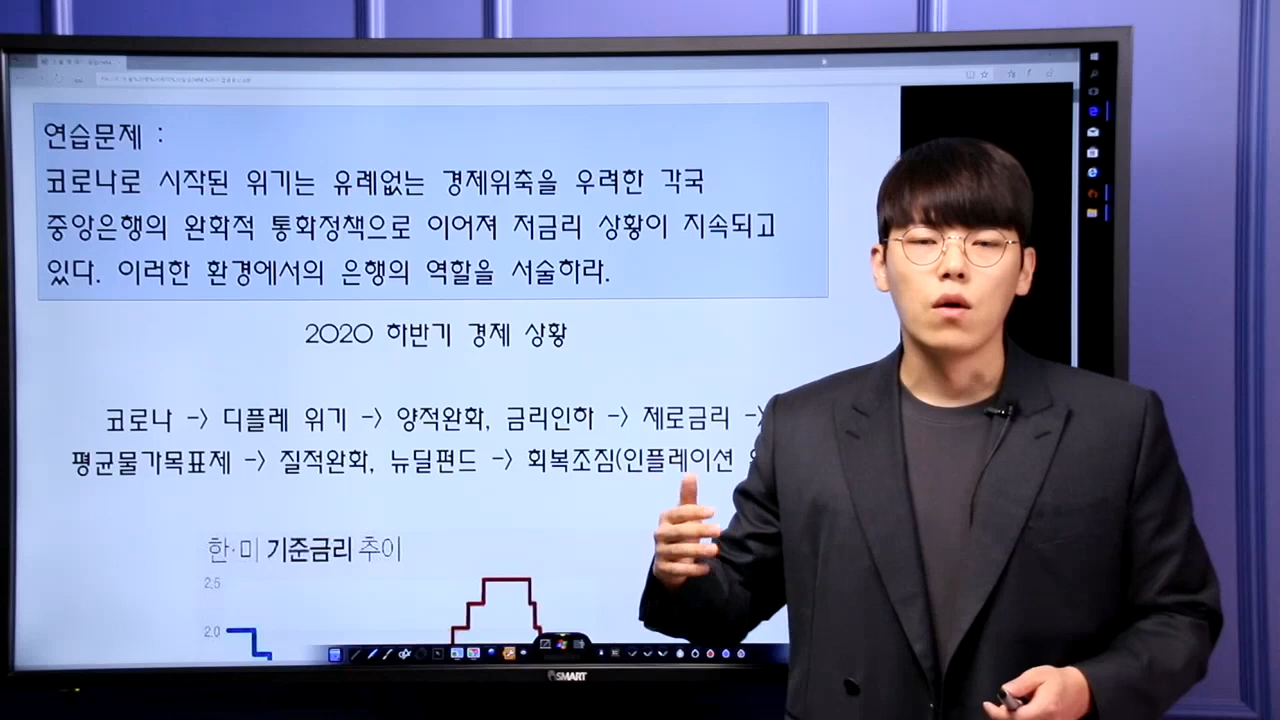 연습문제 :
코로나로 시작된 위기는 유례없는 경제위축을 우려한 각국
중앙은행의 완화적 통화정책으로 이어져 저금리 상황이 지속되고
있다. 이러한 환경에서의 은행의 역할을 서술하라.
2020 하반기 경제 상황
코로나 -> 디플레 위기 -> 양적완화, 금리인하 -> 제로금리 ->
평균물가목표제 -> 질적완화, 뉴딜펀드 -> 회복조짐(인플레이션
한·미 기준금리 추이
2.5
2.0
SMART